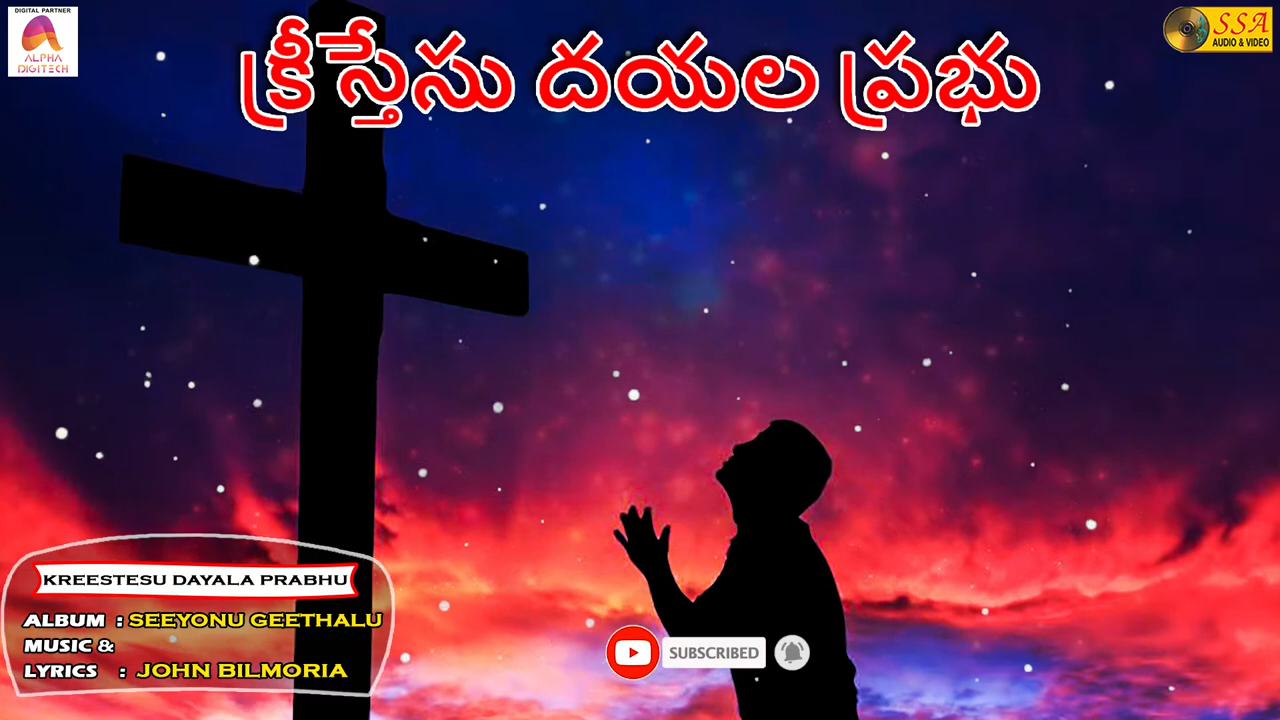 DIGITAL PARTNER
ALPHA
DIGITECH
క్రీస్తేసు దయల ప్రభు
SSA
AUDIO & VIDEO
KREESTESU DAYALA PRABHU
ALBUM : SEEYONU GEETHALU
MUSIC &
LYRICS : JOHN BILMORIA
SUBSCRIBED